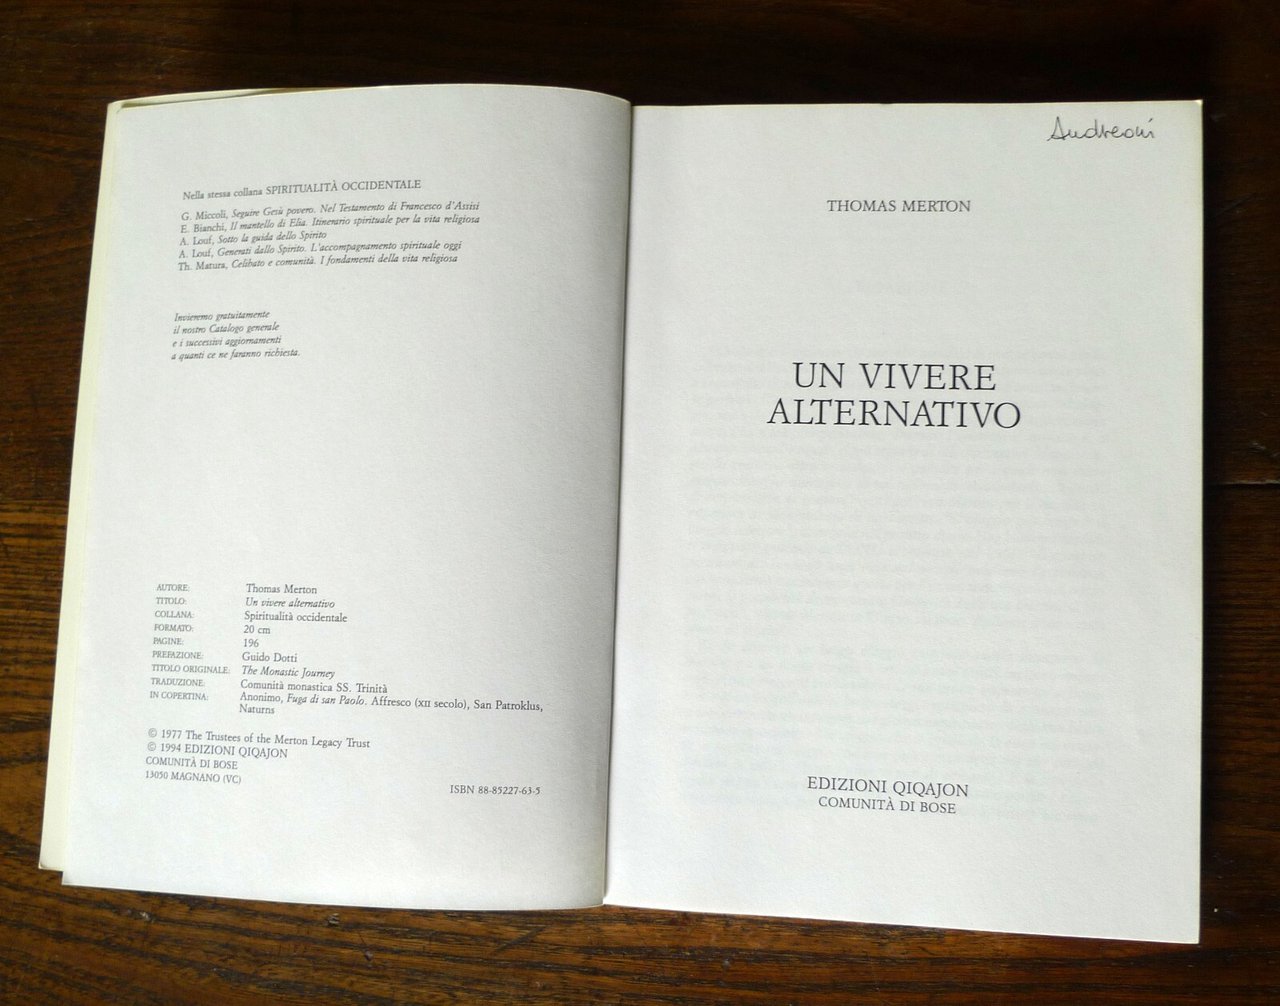 Nella stessa collana SPIRITUALITÀ OCCIDENTALE
G. Miccoli, Seguire Gesù povero. Nel Testamento di Francesco d'Assisi
E. Bianchi, Il mantello di Elia. Itinerario spirituale per la vita religiosa
A. Louf, Sotto la guida dello Spirito
A. Louf, Generati dallo Spirito. L'accompagnamento spirituale oggi
Th. Matura, Celibato e comunità. I fondamenti della vita religiosa
Invieremo gratuitamente
il nostro Catalogo generale
e i successivi aggiornamenti
a quanti ce ne faranno richiesta.
AUTORE: Thomas Merton
TITOLO: Un vivere alternativo
COLLANA: Spiritualità occidentale
FORMATO: 20 cm
PAGINE: 196
PREFAZIONE: Guido Dotti
TITOLO ORIGINALE: The Monastic Journey
TRADUZIONE: Comunità monastica SS. Trinità
IN COPERTINA: Anonimo, Fuga di san Paolo. Affresco (XII secolo), San Patroklus,
Naturns
© 1977 The Trustees of the Merton Legacy Trust
© 1994 EDIZIONI QIQAJON
COMUNITÀ DI BOSE
13050 MAGNANO (VC)
ISBN 88-85227-63-5
Andreoni
THOMAS MERTON
UN VIVERE
ALTERNATIVO
EDIZIONI QIQAJON
COMUNITÀ DI BOSE